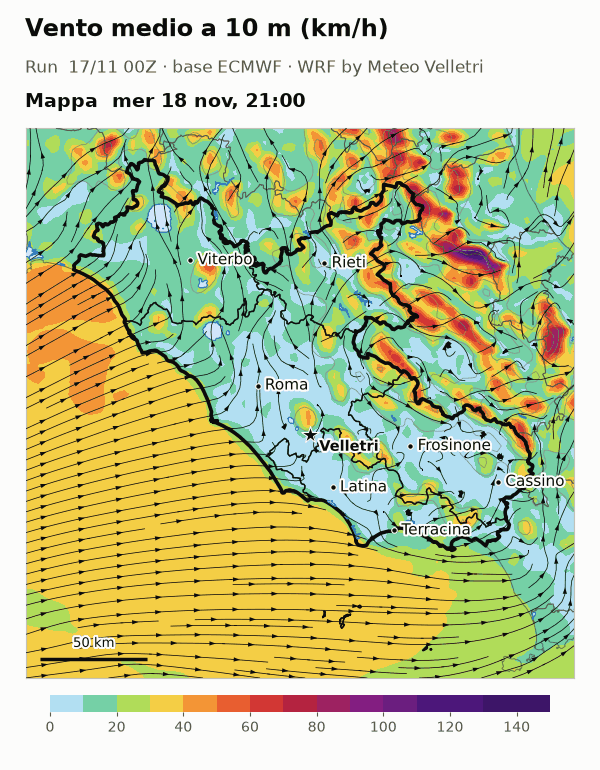 Vento medio a 10 m (km/h)
Run  17/11 00Z · base ECMWF · WRF by Meteo Velletri
Mappa  mer 18 nov, 21:00
Viterbo
Rieti
Roma
Velletri
Frosinone
Cassino
Latina
Terracina
50 km
0 20 40 60 80 100 120 140